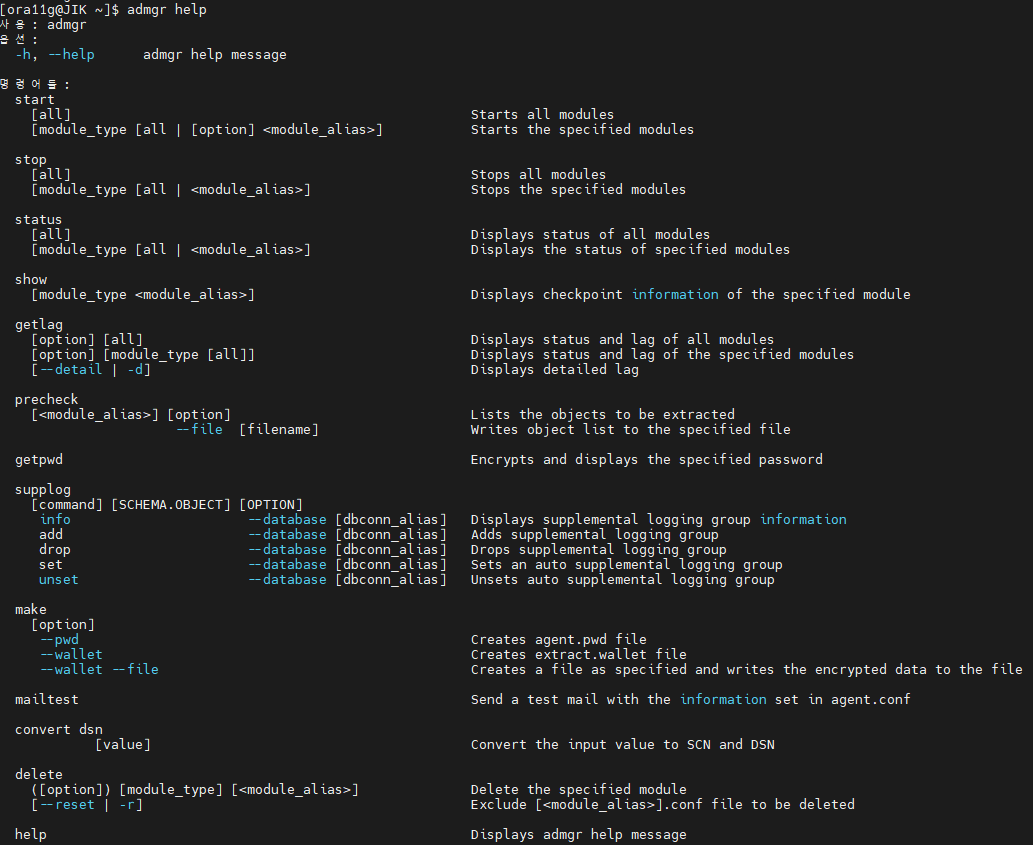 [ora11g@JIK ~]$ admgr help
사용: admgr
옵션:
  -h, --help      admgr help message

명령어들:
  start
    [all]                                                  Starts all modules
    [module_type [all | [option] <module_alias>]           Starts the specified modules

  stop
    [all]                                                  Stops all modules
    [module_type [all | <module_alias>]                    Stops the specified modules

  status
    [all]                                                  Displays status of all modules
    [module_type [all | <module_alias>]                    Displays the status of specified modules

  show
    [module_type <module_alias>]                           Displays checkpoint information of the specified module

  getlag
    [option] [all]                                         Displays status and lag of all modules
    [option] [module_type [all]]                           Displays status and lag of the specified modules
    [--detail | -d]                                        Displays detailed lag

  precheck
    [<module_alias>] [option]                              Lists the objects to be extracted
                      --file  [filename]                   Writes object list to the specified file

  getpwd                                                   Encrypts and displays the specified password

  supplog
    [command] [SCHEMA.OBJECT] [OPTION]
     info                      --database [dbconn_alias]   Displays supplemental logging group information
     add                       --database [dbconn_alias]   Adds supplemental logging group
     drop                      --database [dbconn_alias]   Drops supplemental logging group
     set                       --database [dbconn_alias]   Sets an auto supplemental logging group
     unset                     --database [dbconn_alias]   Unsets auto supplemental logging group

  make
    [option]
     --pwd                                                 Creates agent.pwd file
     --wallet                                              Creates extract.wallet file
     --wallet --file                                       Creates a file as specified and writes the encrypted data to the file

  mailtest                                                 Send a test mail with the information set in agent.conf

  convert dsn
            [value]                                        Convert the input value to SCN and DSN

  delete
    ([option]) [module_type] [<module_alias>]              Delete the specified module
    [--reset | -r]                                         Exclude [<module_alias>].conf file to be deleted

  help                                                     Displays admgr help message